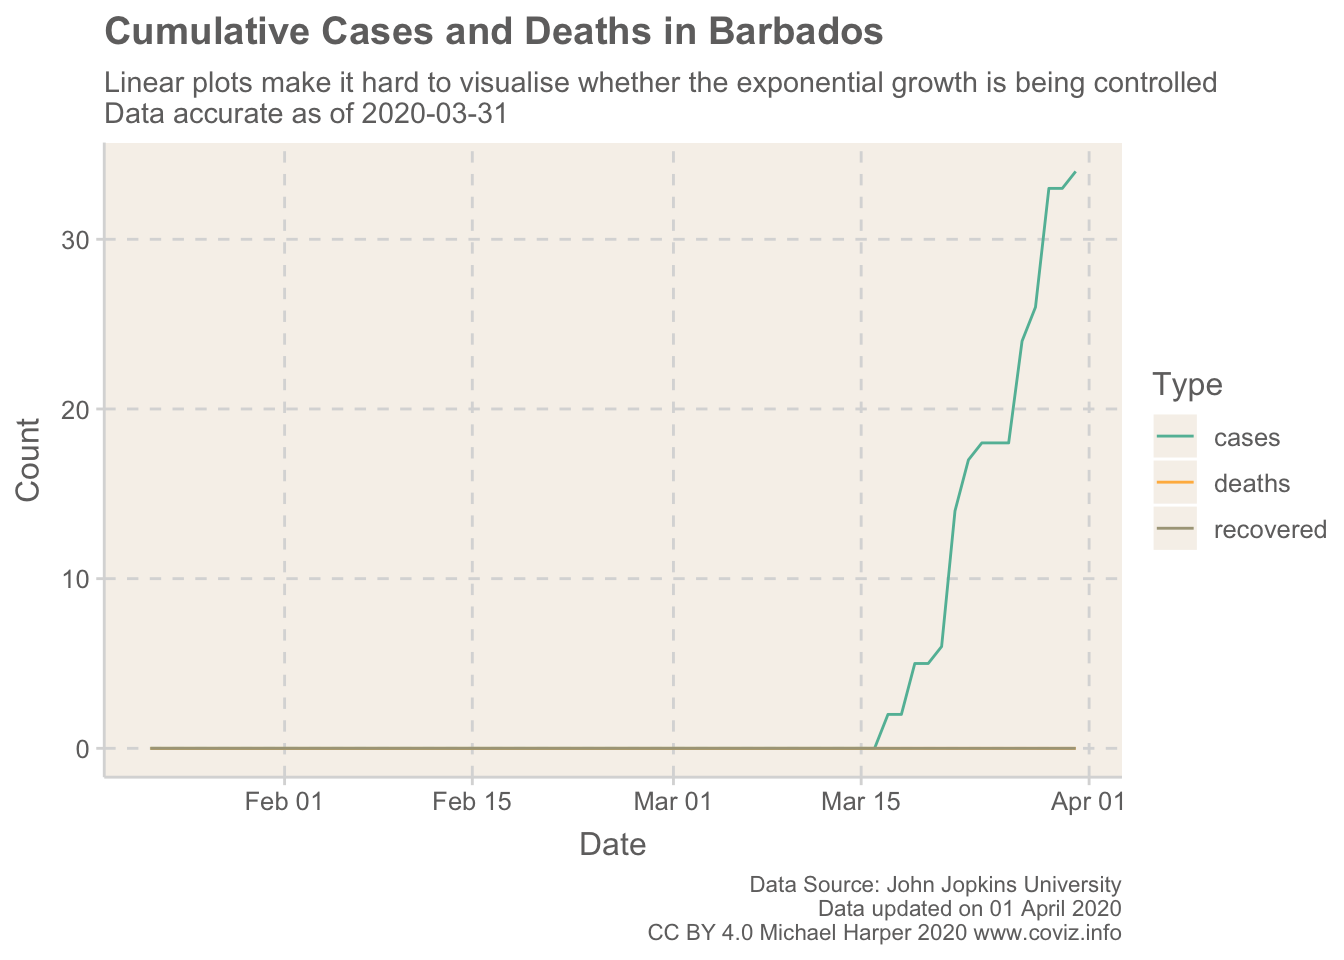 Cumulative Cases and Deaths in Barbados
Linear plots make it hard to visualise whether the exponential growth is being controlled
Data accurate as of 2020-03-31
30
20
10
0
Count
Feb 01
Feb 15
Mar 01
Mar 15
Apr 01
Date
Type
cases
deaths
recovered
Data Source: John Jopkins University
Data updated on 01 April 2020
CC BY 4.0 Michael Harper 2020 www.coviz.info